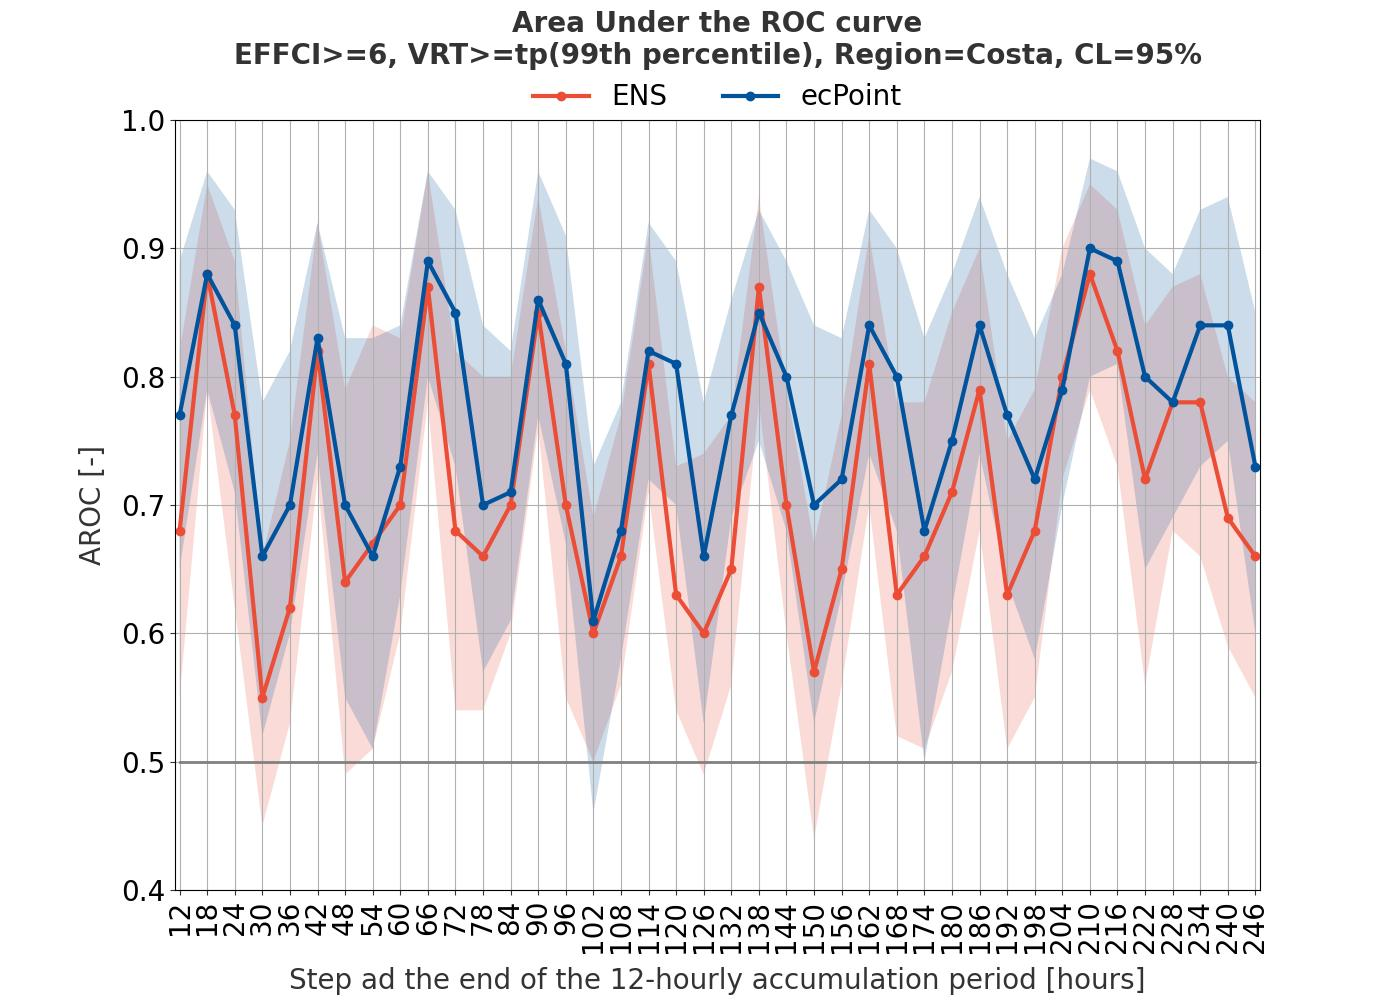 Area Under the ROC curve
EFFCI>=6, VRT>=tp(99th percentile), Region=Costa, CL=95%
ENS ecPoint
1.0
0.9
0.8
0.7
0.6
0.5
0.4
AROC [-]
12 18 24 30 36 42 48 54 60 66 72 78 84 90 96 102 108 114 120 126 132 138 144 150 156 162 168 174 180 186 192 198 204 210 216 222 228 234 240 246
Step ad the end of the 12-hourly accumulation period [hours]